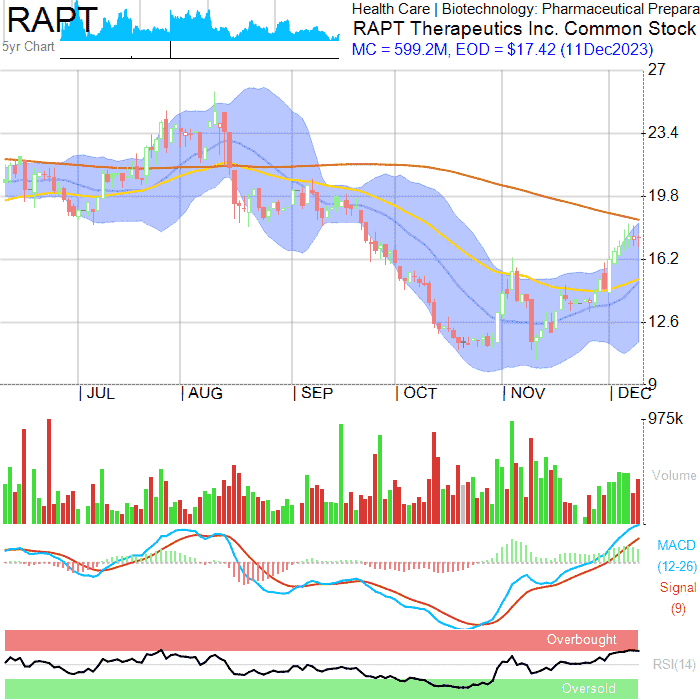 RAPT
5yr Chart
Health Care | Biotechnology: Pharmaceutical Prepara
RAPT Therapeutics Inc. Common Stock
MC = 599.2M, EOD = $17.42 (11Dec2023)
27
23.4
19.8
16.2
12.6
9
| JUL | AUG | SEP | OCT | NOV | DEC
975k
Volume
MACD
(12-26)
Signal
(9)
Overbought
RSI(14)
Oversold